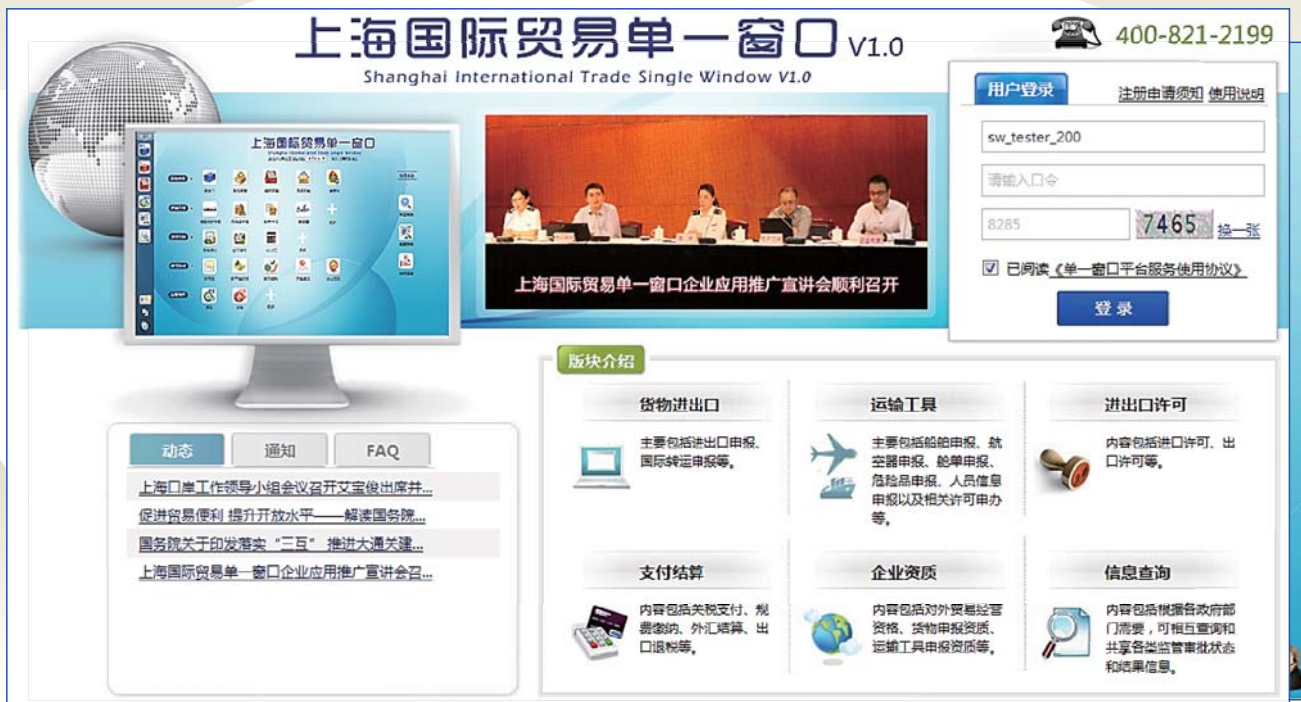 上海国际贸易单一窗口 V1.0
Shanghai International Trade Single Window V1.0
400-821-2199
用户登录
注册申请须知 使用说明
sw_tester_200
请输入口令
8285
7465
换一张
已阅读《单一窗口平台服务使用协议》
登 录
上海国际贸易单一窗口
上海国际贸易单一窗口企业应用推广宣讲会顺利召开
动态
通知
FAQ
上海口岸工作领导小组会议召开艾宝俊出席并...
促进贸易便利 提升开放水平——解读国务院...
国务院关于印发落实“三互” 推进大通关建...
上海国际贸易单一窗口企业应用推广宣讲会召...
版块介绍
货物进出口
主要包括进出口申报、
国际转运申报等。
运输工具
主要包括船舶申报、航
空器申报、舱单申报、
危险品申报、人员信息
申报以及相关许可申办
等。
进出口许可
内容包括进口许可、出
口许可等。
支付结算
内容包括关税支付、规
费缴纳、外汇结算、出
口退税等。
企业资质
内容包括对外贸易经营
资格、货物申报资质、
运输工具申报资质等。
信息查询
内容包括根据各政府部
门需要，可相互查询和
共享各类监管审批状态
和结果信息。